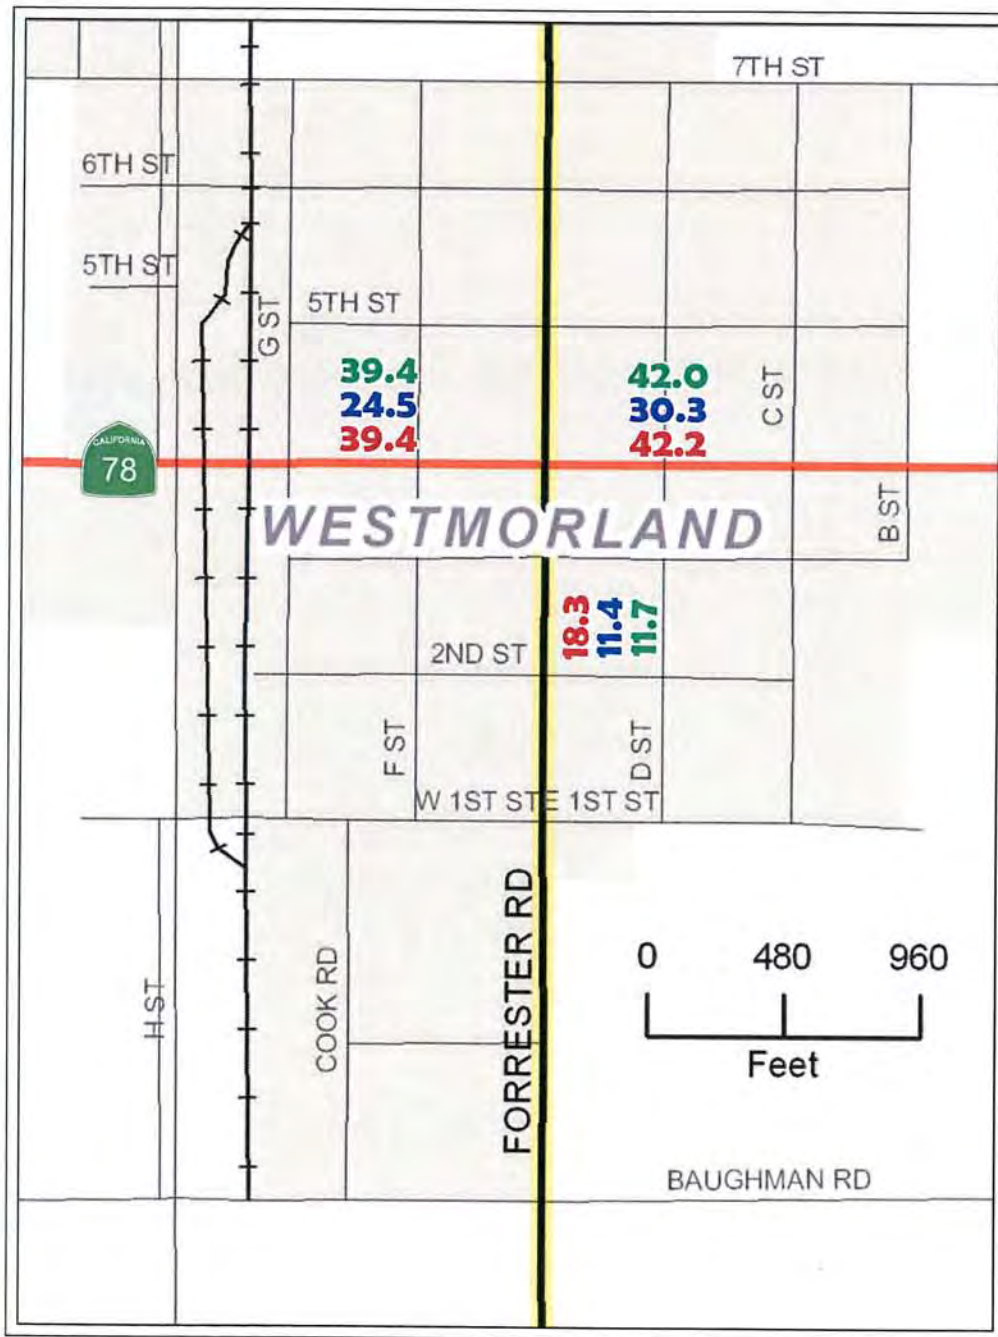 7TH ST
6TH ST
5TH ST
5TH ST
G ST
39.4
24.5
39.4
42.0
30.3
42.2
C ST
CALIFORNIA
78
WESTMORLAND
B ST
18.3
11.4
11.7
2ND ST
F ST
D ST
W 1ST ST
E 1ST ST
FORRESTER RD
0 480 960
Feet
COOK RD
H ST
BAUGHMAN RD